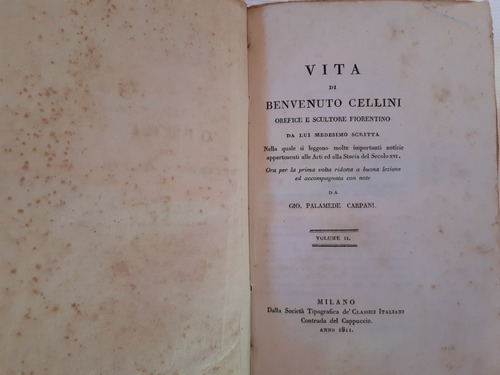 VITA
DI
BENVENUTO CELLINI
OREFICE E SCULTORE FIORENTINO
DA LUI MEDESIMO SCRITTA
Nella quale si leggono molte importanti notizie
appartenenti alle Arti ed alla Storia del Secolo XVI.
Ora per la prima volta ridotta a buona lezione
ed accompagnata con note
DA
GIO. PALAMEDE CARPANI.
VOLUME II.
MILANO
Dalla Società Tipografica de' CLASSICI ITALIANI
Contrada del Cappuccio.
ANNO 1811.